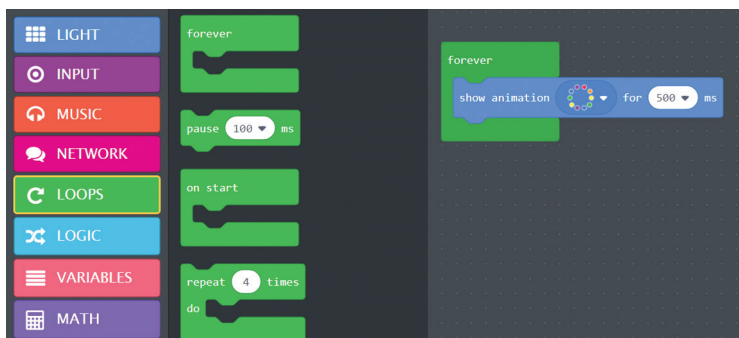 LIGHT
INPUT
MUSIC
NETWORK
LOOPS
LOGIC
VARIABLES
MATH
forever
pause 100 ms
on start
repeat 4 times
do
forever
show animation for 500 ms